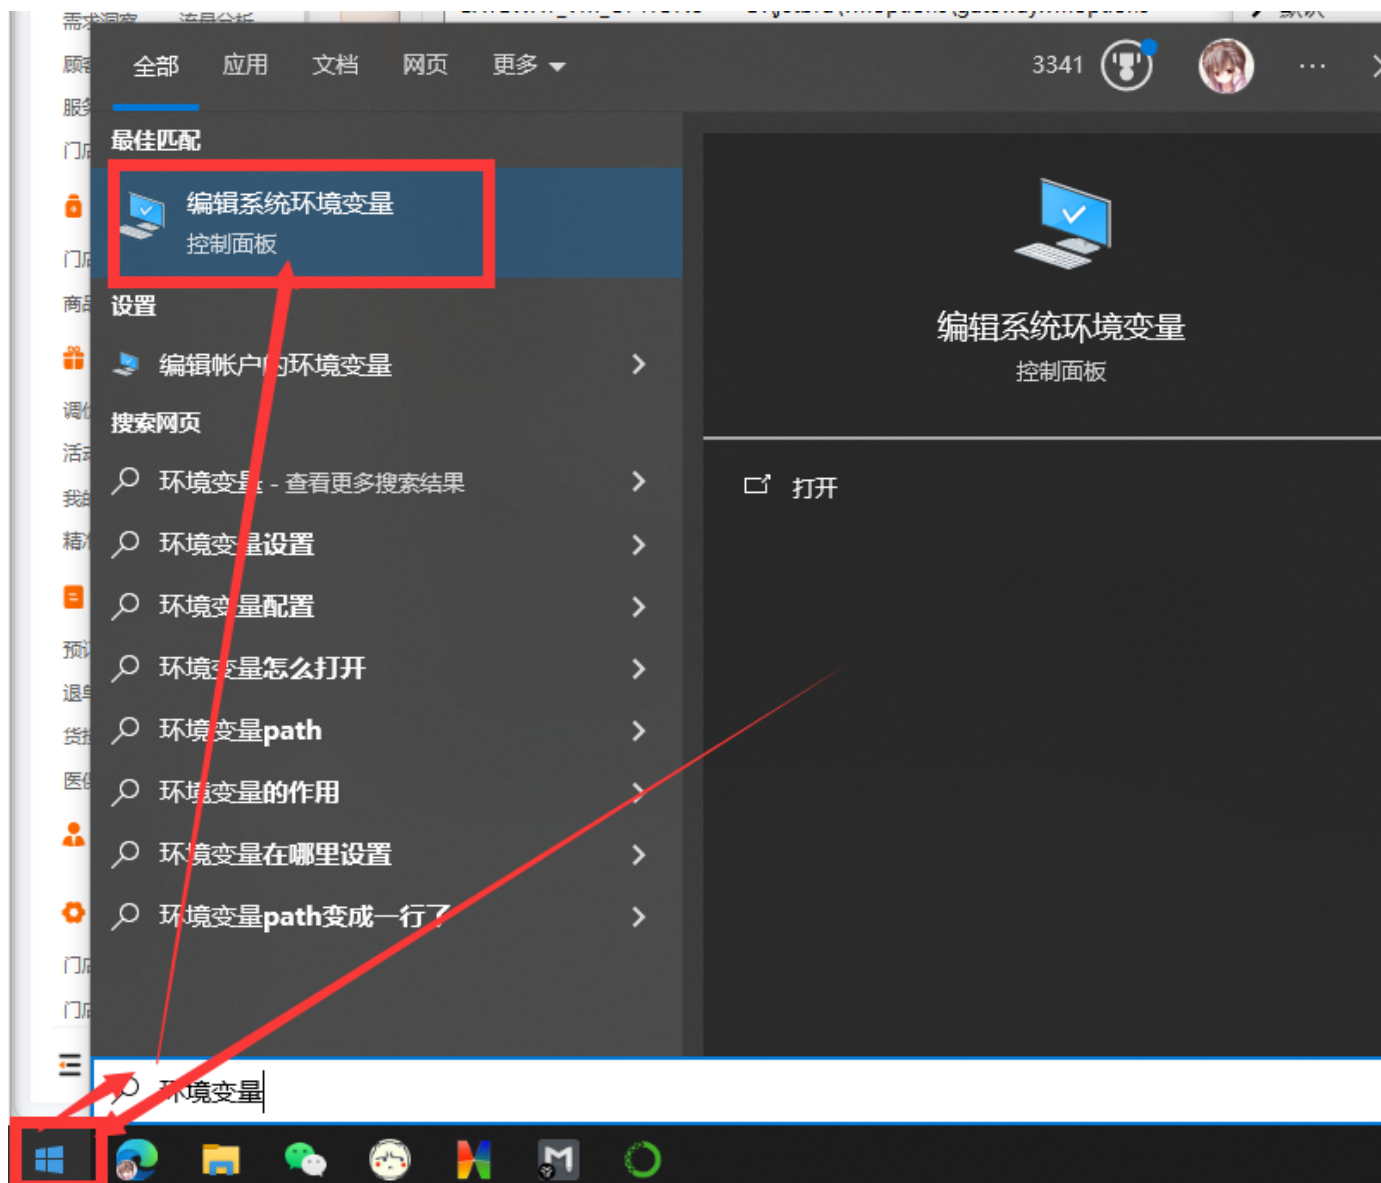 全部 应用 文档 网页 更多 3341
最佳匹配
编辑系统环境变量
控制面板
设置
编辑帐户的环境变量
搜索网页
环境变量 - 查看更多搜索结果
环境变量设置
环境变量配置
环境变量怎么打开
环境变量path
环境变量的作用
环境变量在哪里设置
环境变量path变成一行了
编辑系统环境变量
控制面板
打开
环境变量